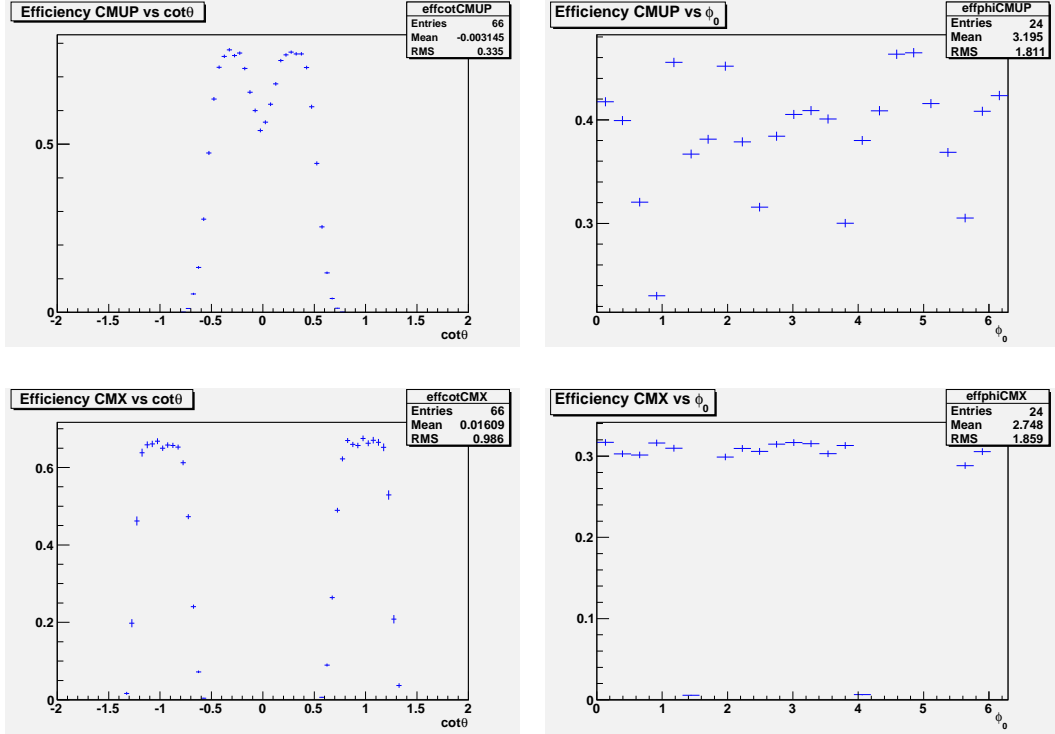 Efficiency CMUP vs cotθ
effcotCMUP
Entries 66
Mean -0.003145
RMS 0.335
0.5
0
-2 -1.5 -1 -0.5 0 0.5 1 1.5 2
cotθ
Efficiency CMUP vs ϕ0
effphiCMUP
Entries 24
Mean 3.195
RMS 1.811
0.4
0.3
0 1 2 3 4 5 6
ϕ0
Efficiency CMX vs cotθ
effcotCMX
Entries 66
Mean 0.01609
RMS 0.986
0.6
0.4
0.2
0
-2 -1.5 -1 -0.5 0 0.5 1 1.5 2
cotθ
Efficiency CMX vs ϕ0
effphiCMX
Entries 24
Mean 2.748
RMS 1.859
0.3
0.2
0.1
0
0 1 2 3 4 5 6
ϕ0